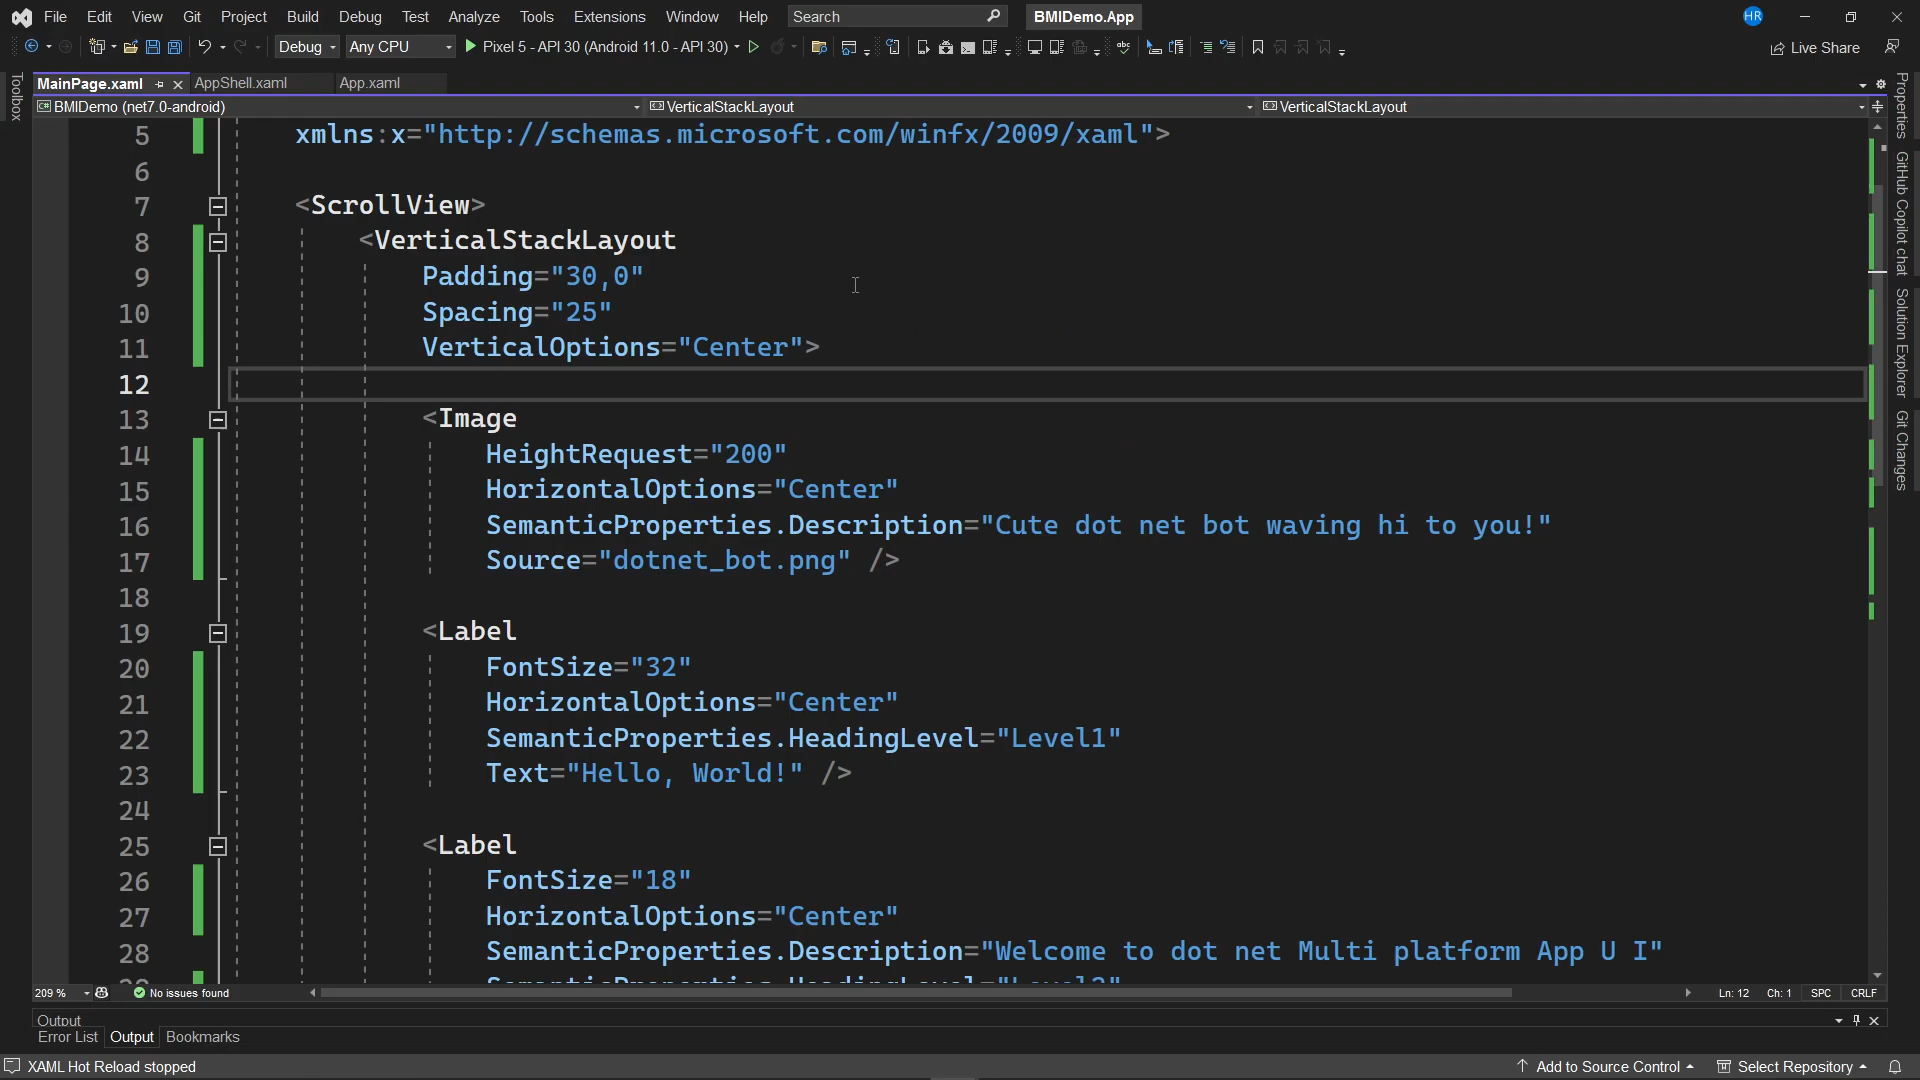 File Edit View Git Project Build Debug Test Analyze Tools Extensions Window Help Search BMIDemo.App HR
Debug Any CPU Pixel 5 - API 30 (Android 11.0 - API 30) Live Share
Toolbox
MainPage.xaml AppShell.xaml App.xaml
BMIDemo (net7.0-android) VerticalStackLayout VerticalStackLayout
5 xmlns:x="http://schemas.microsoft.com/winfx/2009/xaml">
6
7 <ScrollView>
8 <VerticalStackLayout
9 Padding="30,0"
10 Spacing="25"
11 VerticalOptions="Center">
12
13 <Image
14 HeightRequest="200"
15 HorizontalOptions="Center"
16 SemanticProperties.Description="Cute dot net bot waving hi to you!"
17 Source="dotnet_bot.png" />
18
19 <Label
20 FontSize="32"
21 HorizontalOptions="Center"
22 SemanticProperties.HeadingLevel="Level1"
23 Text="Hello, World!" />
24
25 <Label
26 FontSize="18"
27 HorizontalOptions="Center"
28 SemanticProperties.Description="Welcome to dot net Multi platform App U I"
Properties
GitHub Copilot chat
Solution Explorer
Git Changes
209 % No issues found Ln: 12 Ch: 1 SPC CRLF
Output
Error List Output Bookmarks
XAML Hot Reload stopped Add to Source Control Select Repository